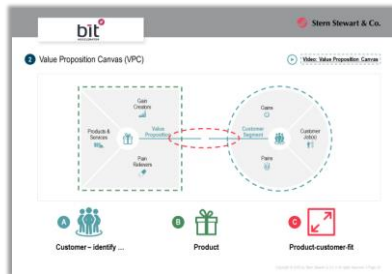 bit
Stern Stewart & Co.
2 Value Proposition Canvas (VPC)
Video: Value Proposition Canvas
Gain
Creators
Gains
Products &
Services
Value
Proposition
Customer
Segment
Customer
Job(s)
Pain
Relievers
Pains
A
B
C
Customer – identify ...
Product
Product-customer-fit